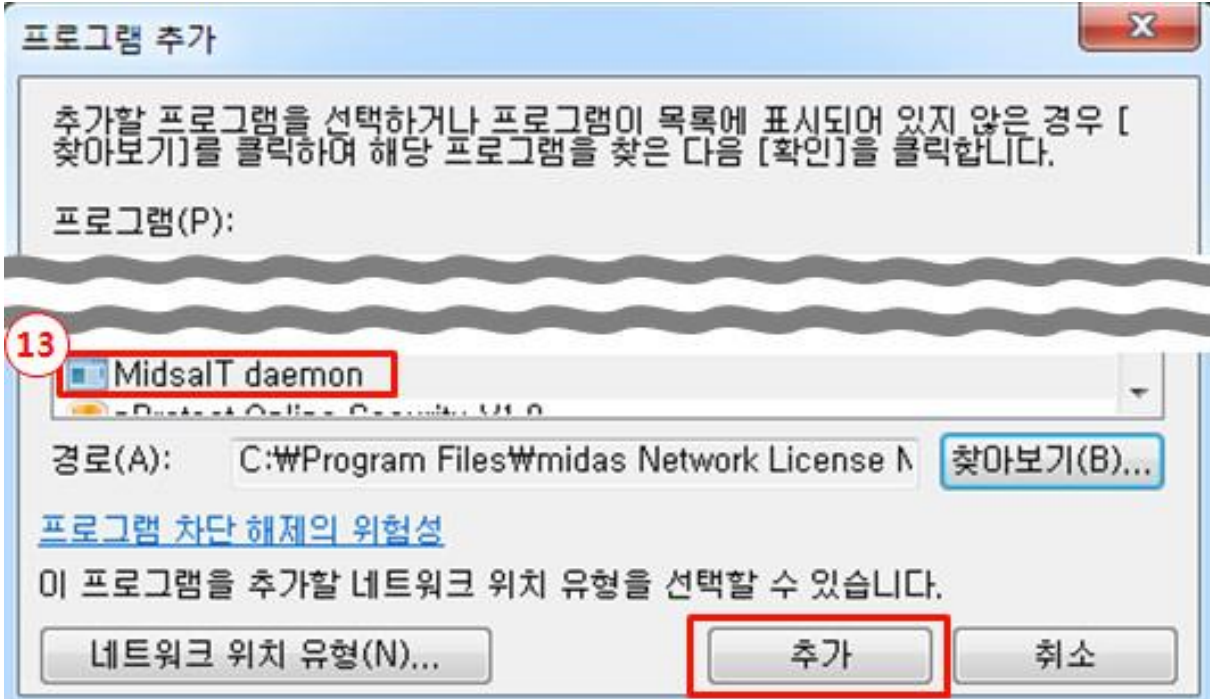 프로그램 추가
추가할 프로그램을 선택하거나 프로그램이 목록에 표시되어 있지 않은 경우 [
찾아보기]를 클릭하여 해당 프로그램을 찾은 다음 [확인]을 클릭합니다.
프로그램(P):
13
MidsaIT daemon
경로(A): C:₩Program Files₩midas Network License 찾아보기(B)...
프로그램 차단 해제의 위험성
이 프로그램을 추가할 네트워크 위치 유형을 선택할 수 있습니다.
네트워크 위치 유형(N)... 추가 취소